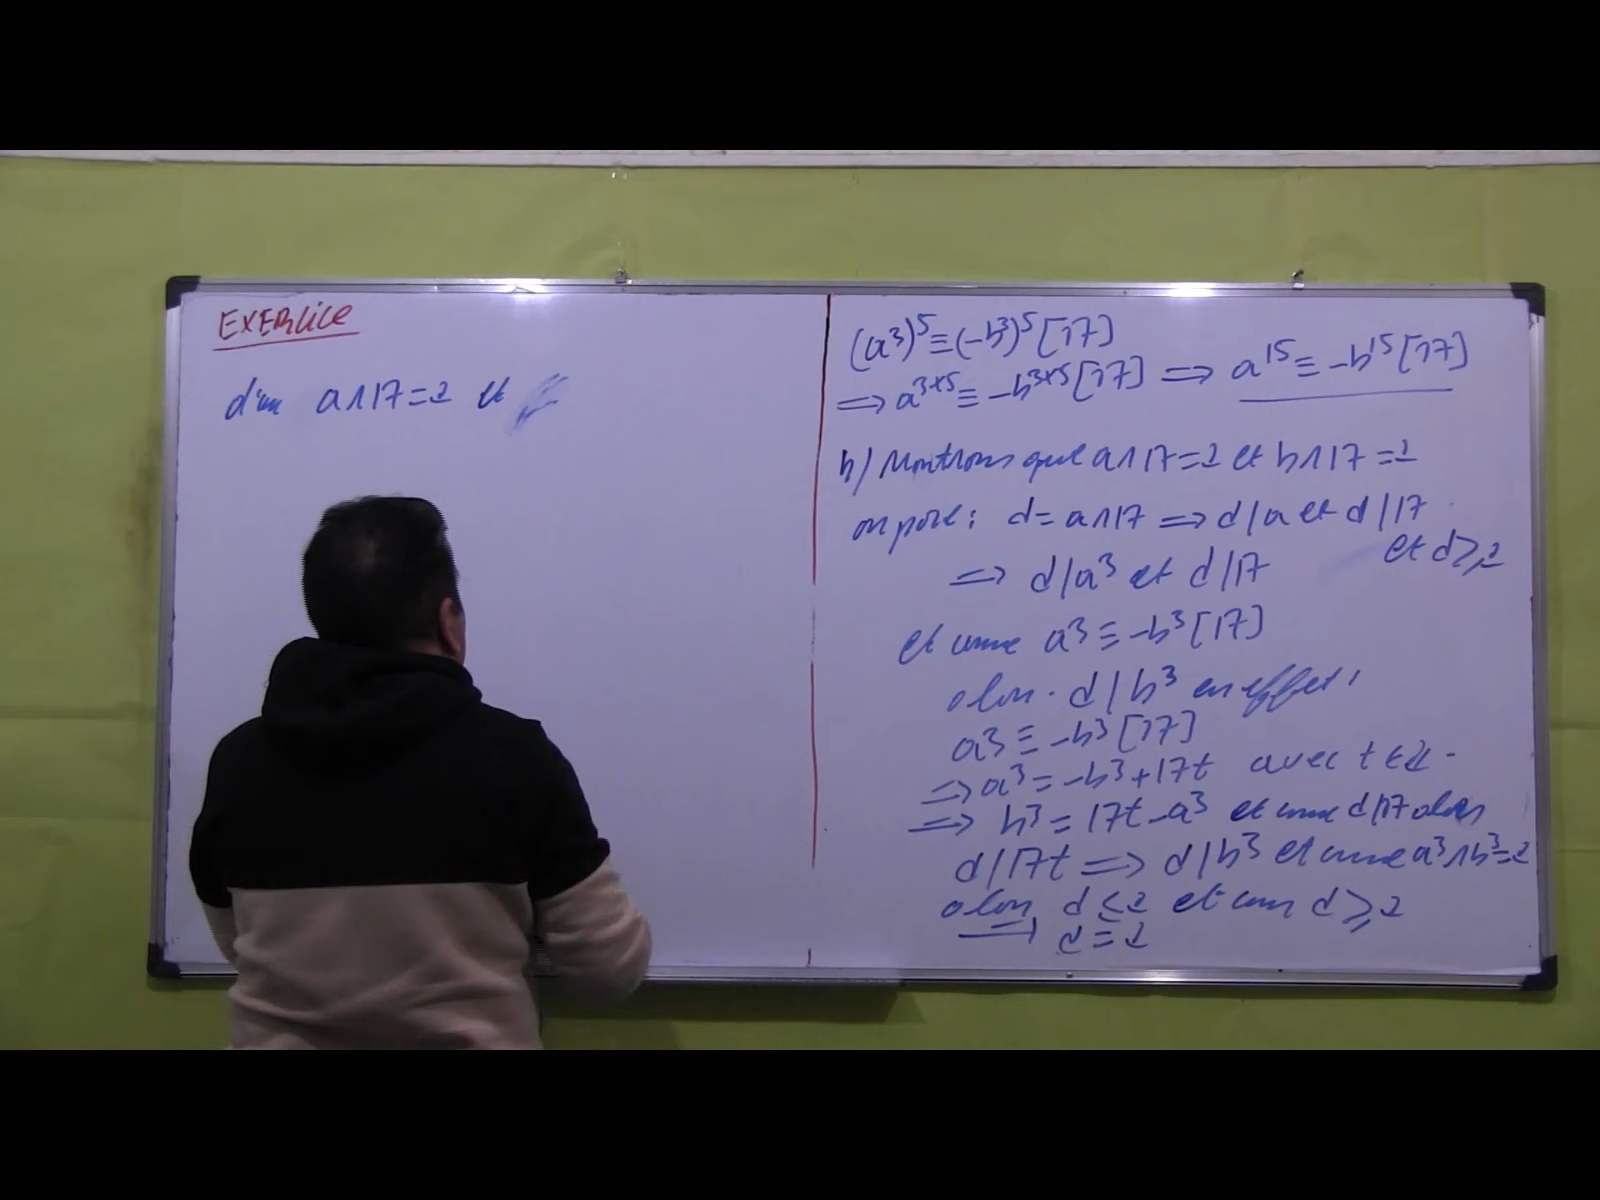 EXERCICE
d'où a∧17=1 et
(a³)⁵≡(-b³)⁵[17]
⟹a³ˣ⁵≡-b³ˣ⁵[17] ⟹ a¹⁵≡-b¹⁵[17]
b/ Montrons que a∧17=1 et b∧17=1
on pose: d=a∧17 ⟹ d/a et d/17
et d≥1
⟹ d/a³ et d/17
et comme a³≡-b³[17]
alors d/b³ en effet:
a³≡-b³[17]
⟹a³=-b³+17t avec t∈ℤ
⟹ b³=17t-a³ et comme d/17 alors
d/17t ⟹ d/b³ et comme a³∧b³=1
alors d≤1 et comme d≥1
⟹ d=1